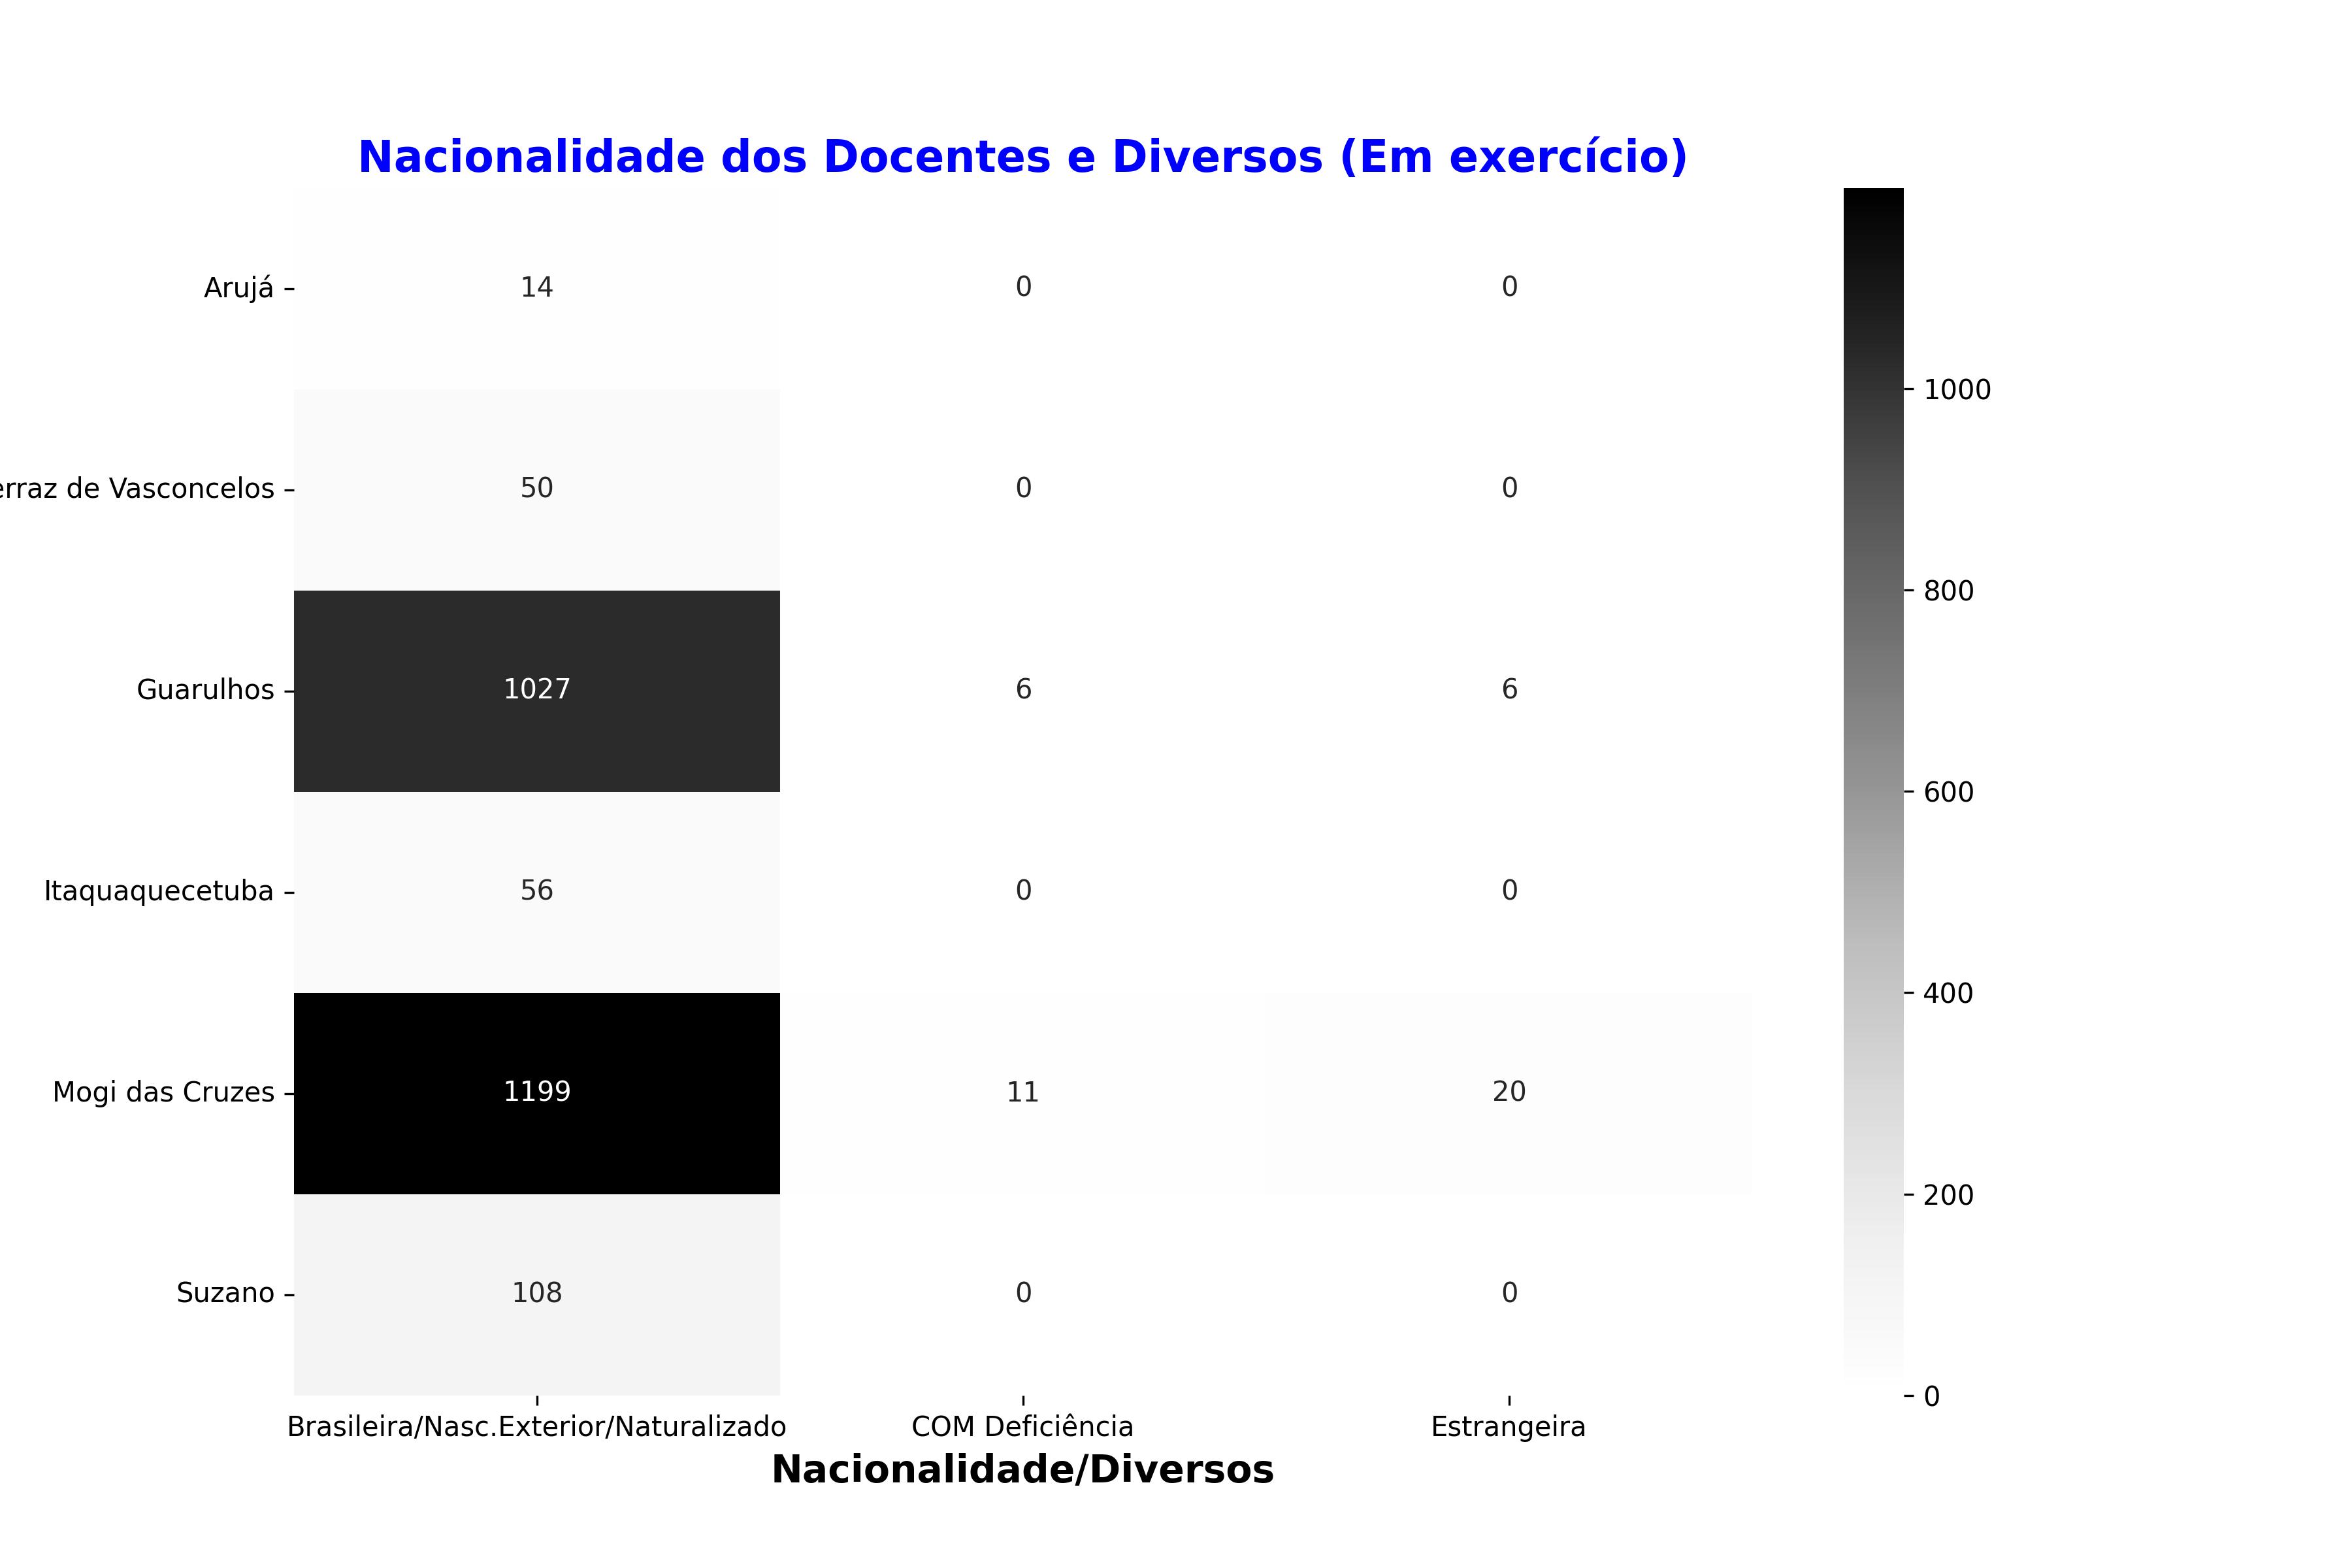 Nacionalidade dos Docentes e Diversos (Em exercício)
Arujá 14 0 0
erraz de Vasconcelos 50 0 0
Guarulhos 1027 6 6
Itaquaquecetuba 56 0 0
Mogi das Cruzes 1199 11 20
Suzano 108 0 0
Brasileira/Nasc.Exterior/Naturalizado COM Deficiência Estrangeira
Nacionalidade/Diversos
1000
800
600
400
200
0